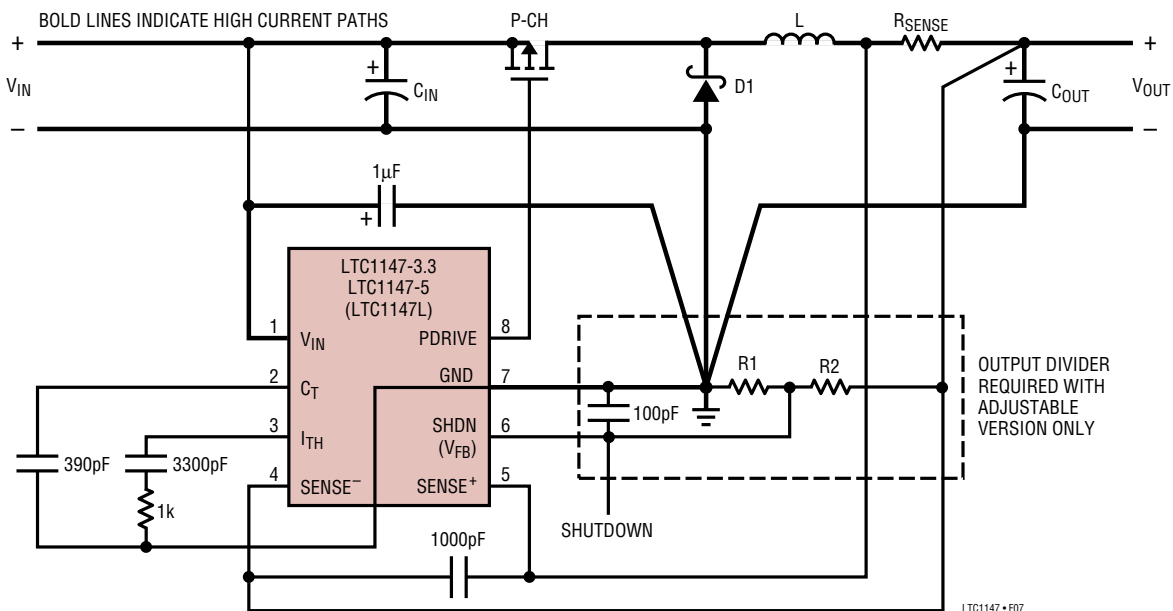 BOLD LINES INDICATE HIGH CURRENT PATHS
P-CH
L
RSENSE
+
+
VIN
+
CIN
D1
+
COUT
VOUT
–
–
1µF
+
LTC1147-3.3
LTC1147-5
(LTC1147L)
1
VIN
PDRIVE
8
2
CT
GND
7
3
ITH
SHDN
(VFB)
6
4
SENSE–
SENSE+
5
390pF
3300pF
1k
1000pF
100pF
R1
R2
SHUTDOWN
OUTPUT DIVIDER
REQUIRED WITH
ADJUSTABLE
VERSION ONLY
LTC1147 • F07